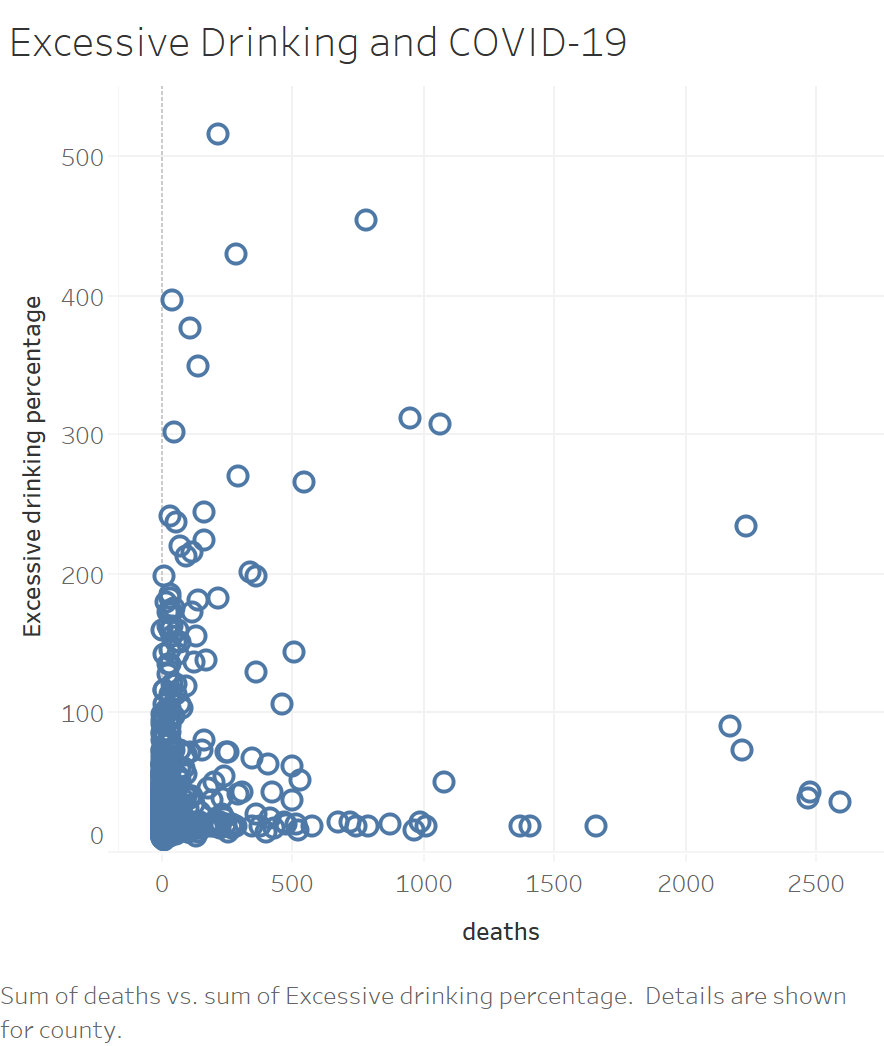 Excessive Drinking and COVID-19
Excessive drinking percentage
500
400
300
200
100
0
0 500 1000 1500 2000 2500
deaths
Sum of deaths vs. sum of Excessive drinking percentage. Details are shown
for county.